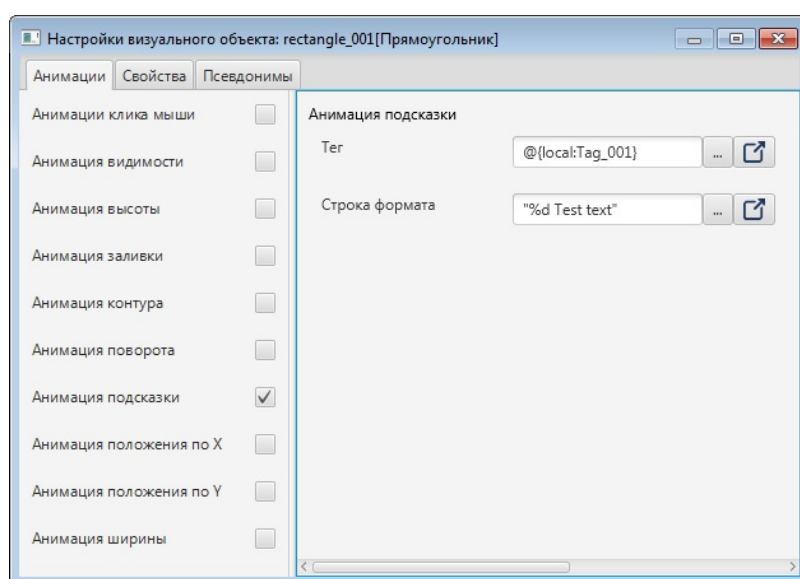 Настройки визуального объекта: rectangle_001[Прямоугольник]
Анимации Свойства Псевдонимы
Анимации клика мыши
Анимация видимости
Анимация высоты
Анимация заливки
Анимация контура
Анимация поворота
Анимация подсказки
Анимация положения по X
Анимация положения по Y
Анимация ширины
Анимация подсказки
Тег @{local:Tag_001} ...
Строка формата "%d Test text" ...